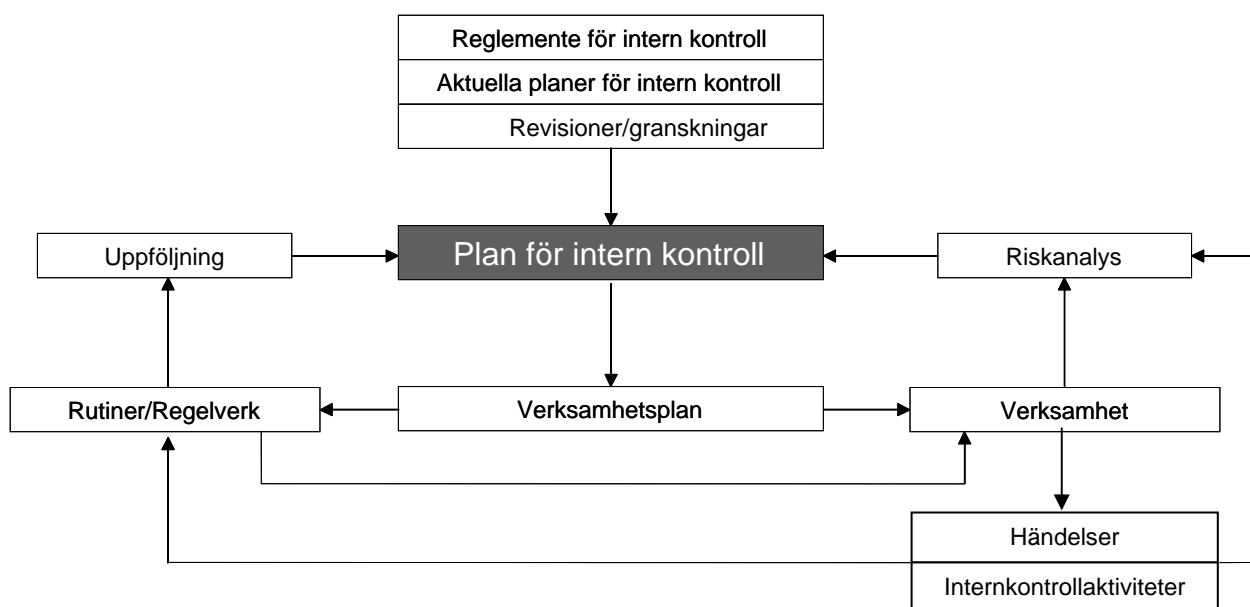 Reglemente för intern kontroll
Aktuella planer för intern kontroll
Revisioner/granskningar
Uppföljning
Plan för intern kontroll
Riskanalys
Rutiner/Regelverk
Verksamhetsplan
Verksamhet
Händelser
Internkontrollaktiviteter